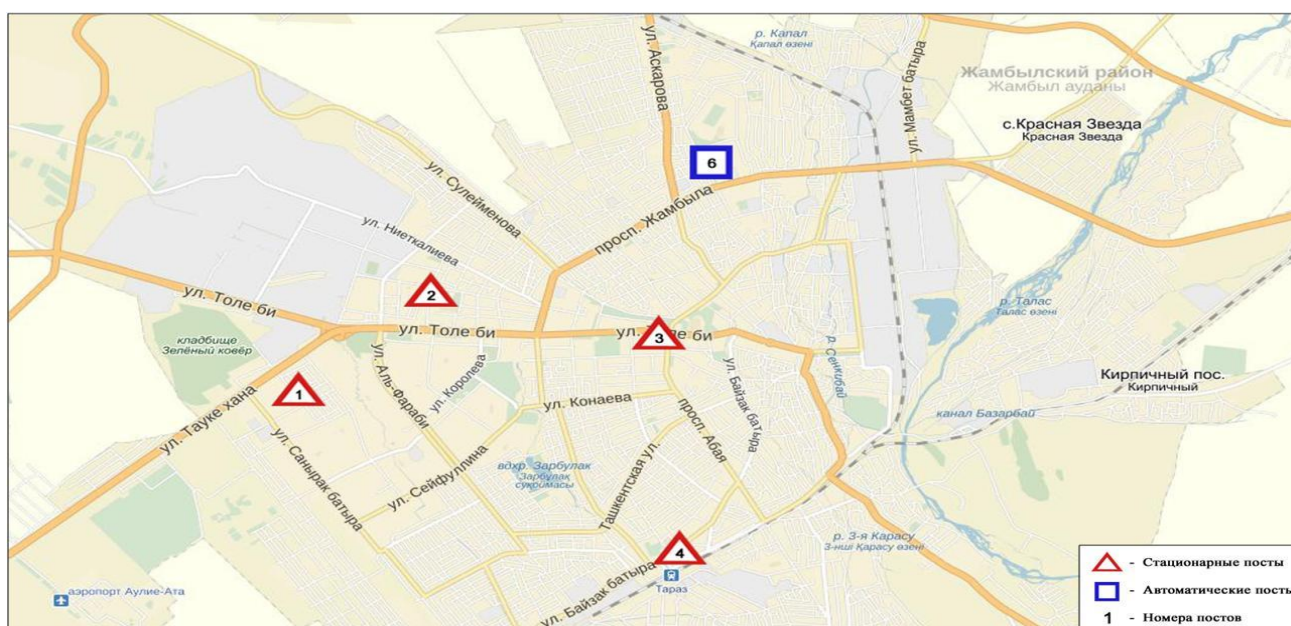 р. Капал
Қапал өзені
ул. Аскарова
ул. Мамбет батыра
Жамбылский район
Жамбыл ауданы
с.Красная Звезда
Красная Звезда
6
ул. Сулейменова
просп. Жамбыла
ул. Ниеткалиева
2
ул. Толе би
ул. Толе би
ул. Толе би
3
р. Талас
Талас өзені
кладбище
Зелёный ковёр
р. Сенкибай
ул. Байзак батыра
Кирпичный пос.
Кирпичный
1
ул. Тауке хана
ул. Аль-Фараби
ул. Королева
ул. Конаева
просп. Абая
канал Базарбай
ул. Санырак батыра
ул. Сейфуллина
вдхр. Зарбулак
Зарбұлақ
суқоймасы
Ташкентская ул.
4
ул. Байзак батыра
Тараз
р. 3-я Карасу
3-нші Қарасу өзені
аэропорт Аулие-Ата
- Стационарные посты
- Автоматические посты
1 - Номера постов